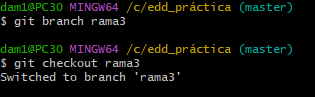 dam1@PC30 MINGW64 /c/edd_práctica (master)
$ git branch rama3
dam1@PC30 MINGW64 /c/edd_práctica (master)
$ git checkout rama3
Switched to branch 'rama3'